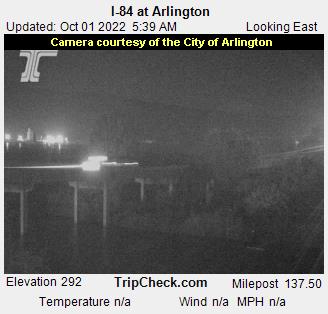 I-84 at Arlington
Updated: Oct 01 2022 5:39 AM Looking East
Camera courtesy of the City of Arlington
Elevation 292 TripCheck.com Milepost 137.50
Temperature n/a Wind n/a MPH n/a